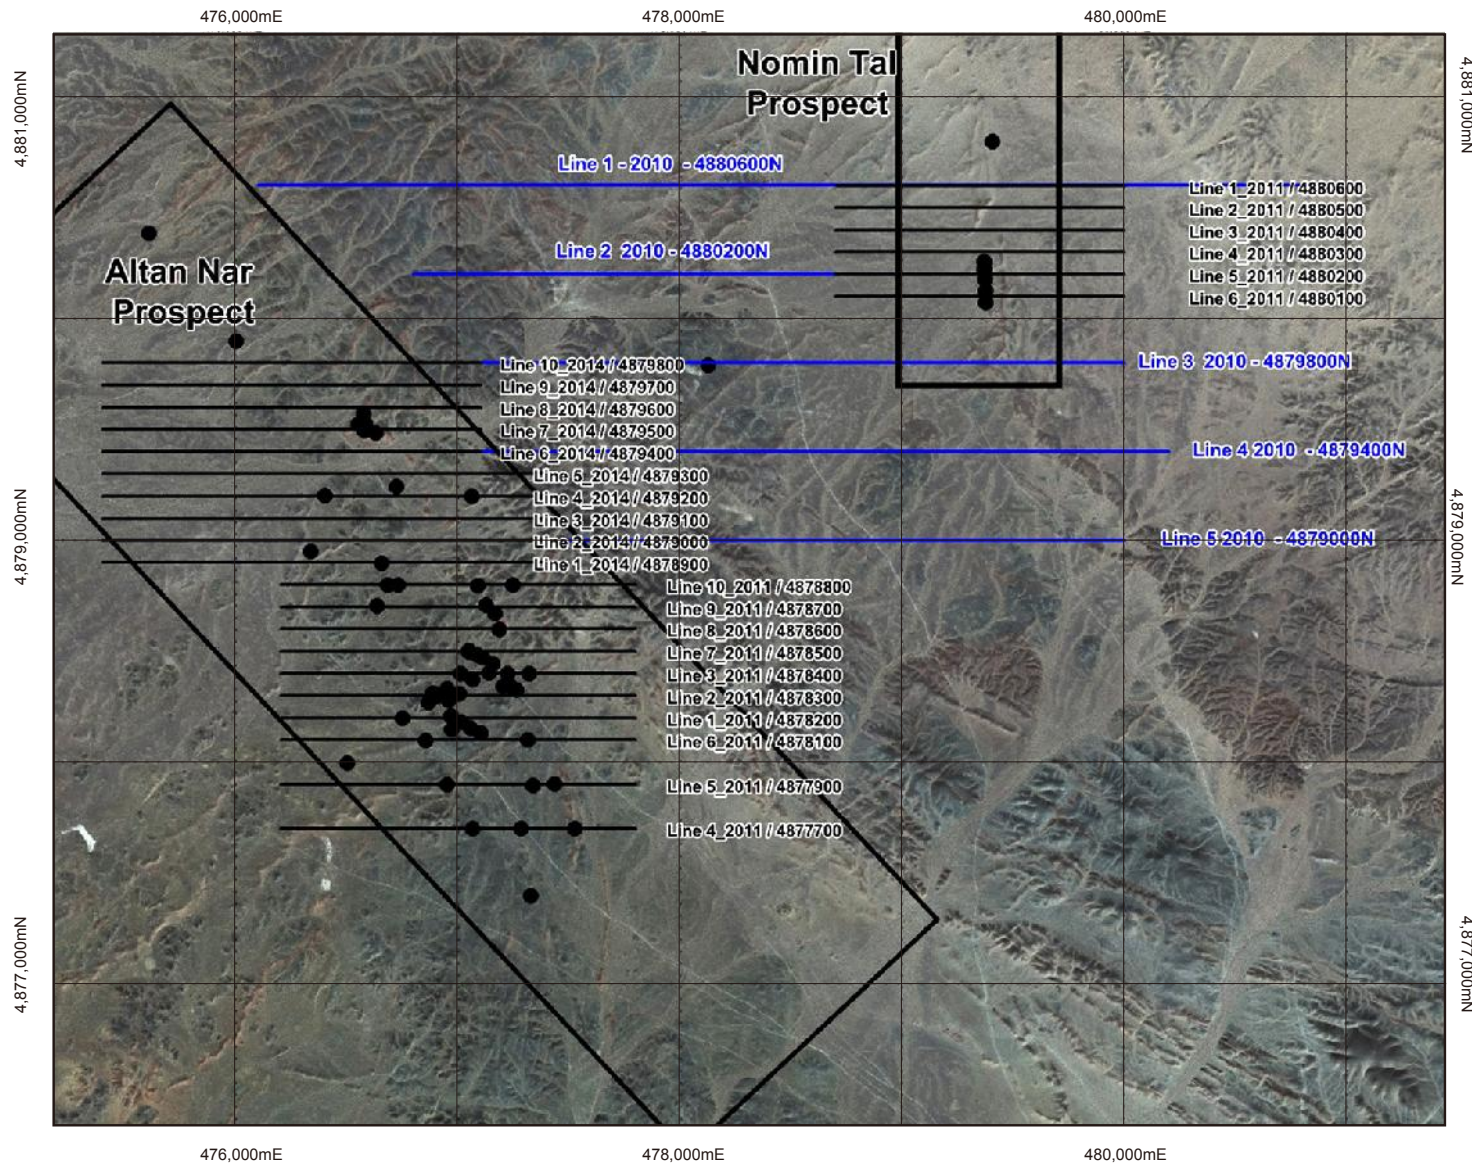 476,000mE
478,000mE
480,000mE
4,881,000mN
4,881,000mN
Nomin Tal
Prospect
Line 1 - 2010 - 4880600N
Line 1_2011 / 4880600
Line 2_2011 / 4880500
Line 3_2011 / 4880400
Line 2 2010 - 4880200N
Line 4_2011 / 4880300
Altan Nar
Prospect
Line 5_2011 / 4880200
Line 6_2011 / 4880100
Line 10_2014 / 4879800
Line 3 2010 - 4879800N
Line 9_2014 / 4879700
Line 8_2014 / 4879600
Line 7_2014 / 4879500
Line 6_2014 / 4879400
Line 4 2010 - 4879400N
Line 5_2014 / 4879300
Line 4_2014 / 4879200
Line 3_2014 / 4879100
4,879,000mN
4,879,000mN
Line 2_2014 / 4879000
Line 5 2010 - 4879000N
Line 1_2014 / 4878900
Line 10_2011 / 4878800
Line 9_2011 / 4878700
Line 8_2011 / 4878600
Line 7_2011 / 4878500
Line 3_2011 / 4878400
Line 2_2011 / 4878300
Line 1_2011 / 4878200
Line 6_2011 / 4878100
Line 5_2011 / 4877900
Line 4_2011 / 4877700
4,877,000mN
4,877,000mN
476,000mE
478,000mE
480,000mE